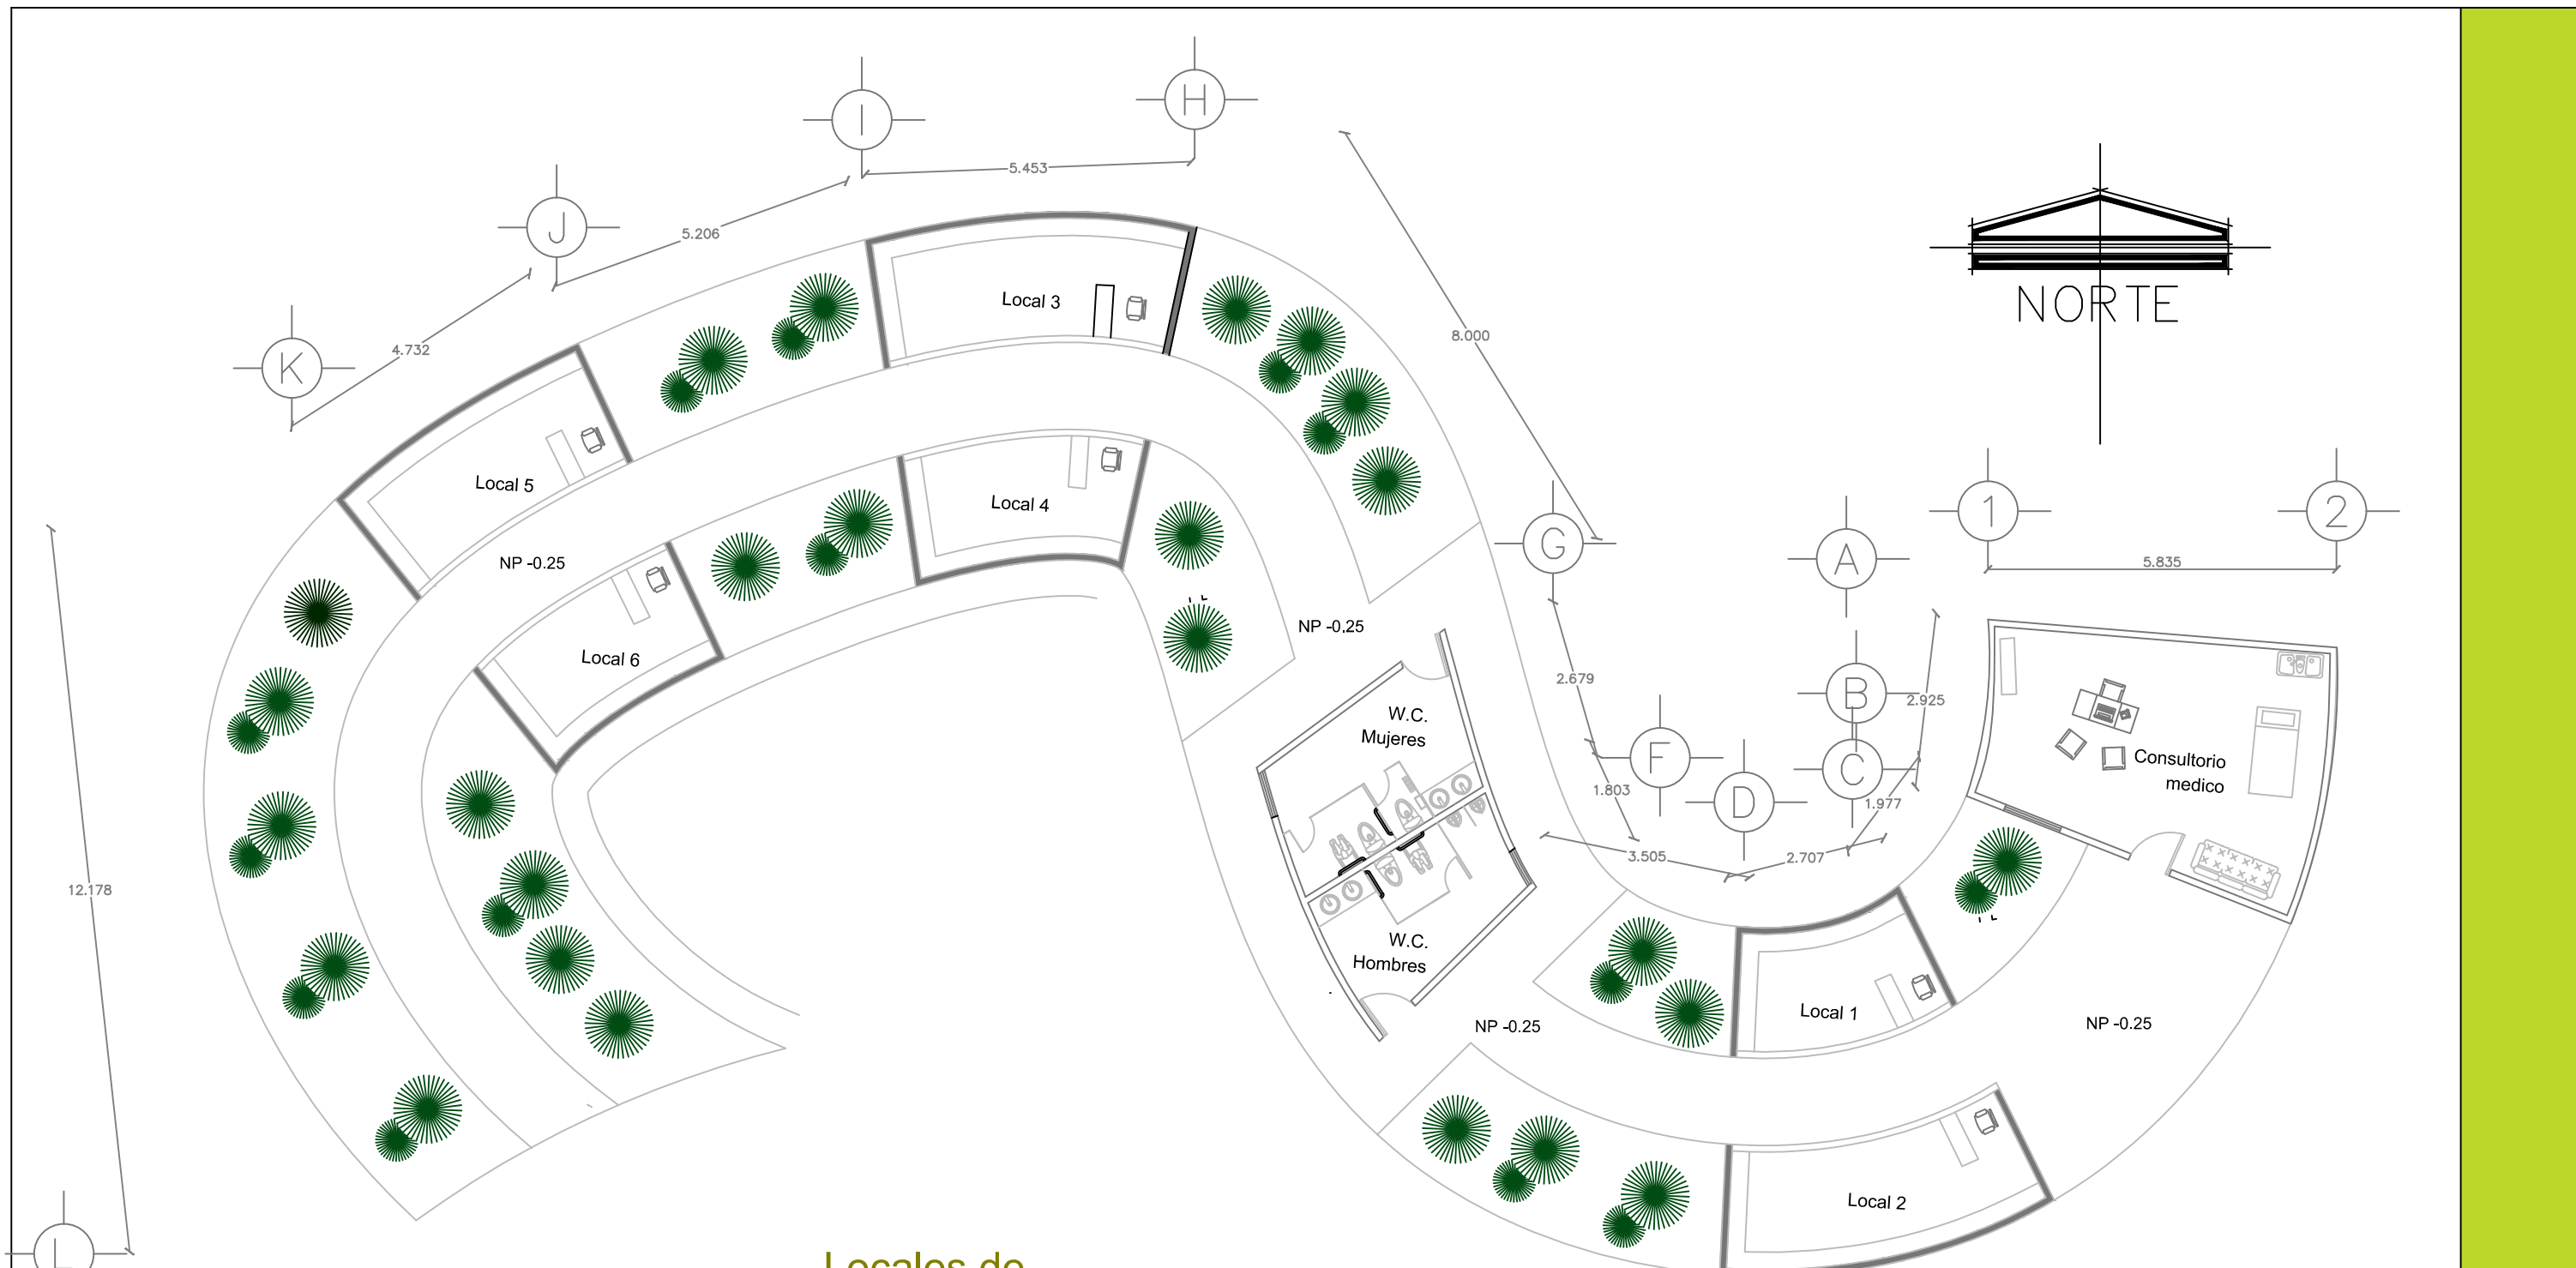 H
I
5.453
J
5.206
8.000
NORTE
Local 3
K
4.732
Local 5
Local 4
1
2
G
A
5.835
NP -0.25
NP -0.25
Local 6
2.679
B
2.925
W.C.
Mujeres
F
C
Consultorio
medico
1.803
D
1.977
3.505
2.707
12.178
W.C.
Hombres
Local 1
NP -0.25
NP -0.25
Local 2
L
Locales de